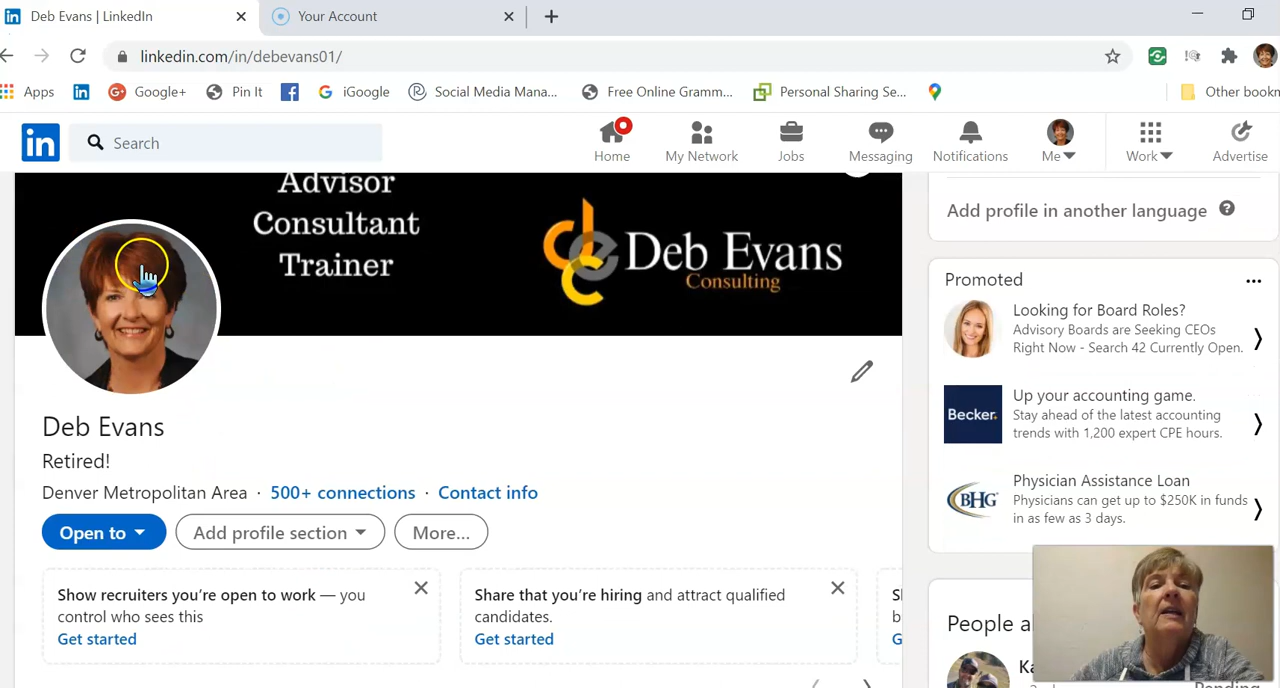 Deb Evans | LinkedIn
Your Account
linkedin.com/in/debevans01/
Apps
Google+
Pin It
iGoogle
Social Media Mana...
Free Online Gramm...
Personal Sharing Se...
Other bookm
in
Search
Home
My Network
Jobs
Messaging
Notifications
Me
Work
Advertise
Advisor
Consultant
Trainer
Deb Evans
Consulting
Add profile in another language
Promoted
Looking for Board Roles?
Advisory Boards are Seeking CEOs
Right Now - Search 42 Currently Open.
Becker.
Up your accounting game.
Stay ahead of the latest accounting
trends with 1,200 expert CPE hours.
BHG
Physician Assistance Loan
Physicians can get up to $250K in funds
in as few as 3 days.
Deb Evans
Retired!
Denver Metropolitan Area · 500+ connections · Contact info
Open to
Add profile section
More...
Show recruiters you're open to work — you
control who sees this
Get started
Share that you're hiring and attract qualified
candidates.
Get started
People a
Ka
Pending